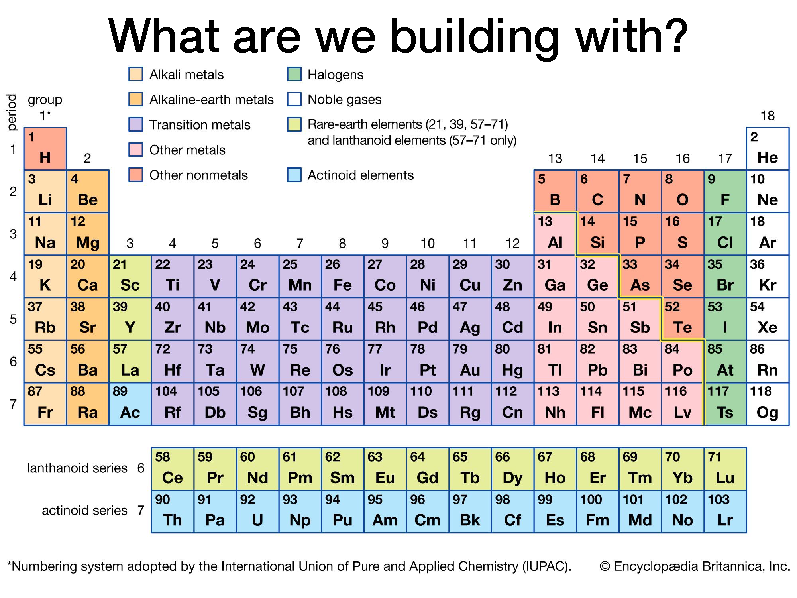 What are we building with?
Alkali metals
Halogens
Alkaline-earth metals
Noble gases
Transition metals
Rare-earth elements (21, 39, 57–71)
and lanthanoid elements (57–71 only)
Other metals
Other nonmetals
Actinoid elements
period
group
1* 18
1 2
1 H He
2 13 14 15 16 17
3 4 5 6 7 8 9 10
2 Li Be B C N O F Ne
11 12 13 14 15 16 17 18
3 Na Mg Al Si P S Cl Ar
3 4 5 6 7 8 9 10 11 12
19 20 21 22 23 24 25 26 27 28 29 30 31 32 33 34 35 36
4 K Ca Sc Ti V Cr Mn Fe Co Ni Cu Zn Ga Ge As Se Br Kr
37 38 39 40 41 42 43 44 45 46 47 48 49 50 51 52 53 54
5 Rb Sr Y Zr Nb Mo Tc Ru Rh Pd Ag Cd In Sn Sb Te I Xe
55 56 57 72 73 74 75 76 77 78 79 80 81 82 83 84 85 86
6 Cs Ba La Hf Ta W Re Os Ir Pt Au Hg Tl Pb Bi Po At Rn
87 88 89 104 105 106 107 108 109 110 111 112 113 114 115 116 117 118
7 Fr Ra Ac Rf Db Sg Bh Hs Mt Ds Rg Cn Nh Fl Mc Lv Ts Og
58 59 60 61 62 63 64 65 66 67 68 69 70 71
lanthanoid series 6 Ce Pr Nd Pm Sm Eu Gd Tb Dy Ho Er Tm Yb Lu
90 91 92 93 94 95 96 97 98 99 100 101 102 103
actinoid series 7 Th Pa U Np Pu Am Cm Bk Cf Es Fm Md No Lr
*Numbering system adopted by the International Union of Pure and Applied Chemistry (IUPAC). © Encyclopædia Britannica, Inc.